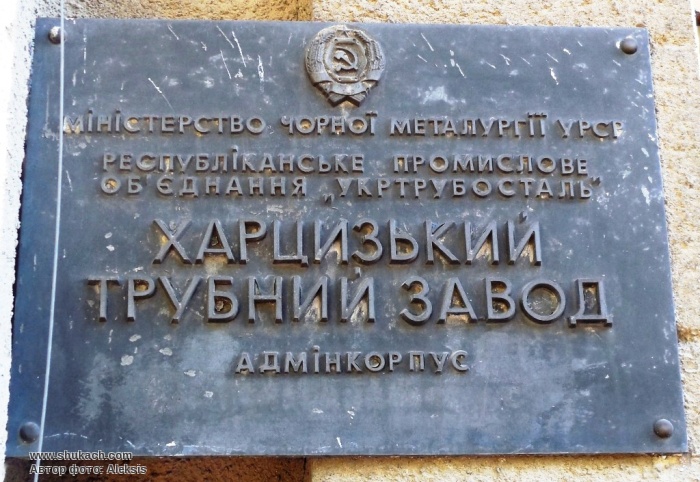 МІНІСТЕРСТВО ЧОРНОЇ МЕТАЛУРГІЇ УРСР
РЕСПУБЛІКАНСЬКЕ ПРОМИСЛОВЕ
ОБ'ЄДНАННЯ „УКРТРУБОСТАЛЬ"
ХАРЦИЗЬКИЙ
ТРУБНИЙ ЗАВОД
АДМІНКОРПУС
www.shukach.com
Автор фото: Aleksis